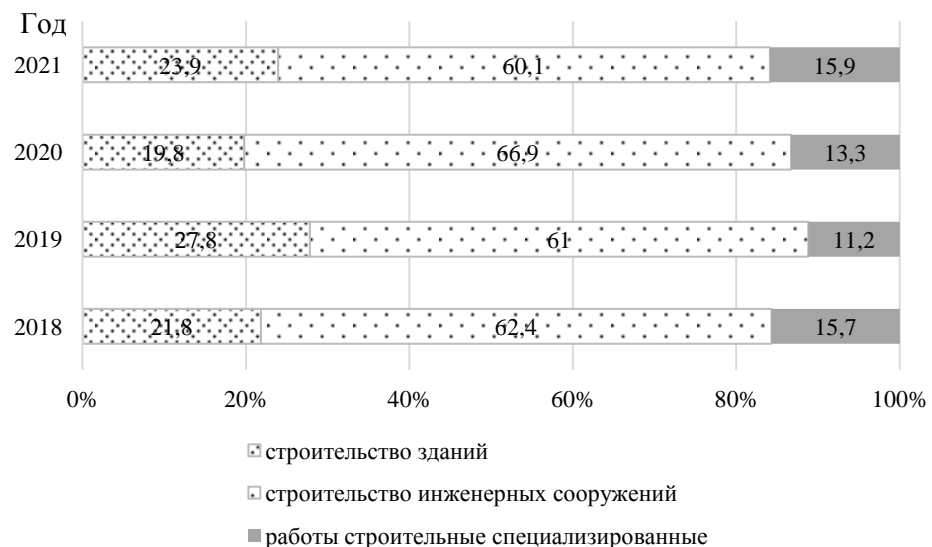 Год
2021 23,9 60,1 15,9
2020 19,8 66,9 13,3
2019 27,8 61 11,2
2018 21,8 62,4 15,7
0% 20% 40% 60% 80% 100%
строительство зданий
строительство инженерных сооружений
работы строительные специализированные